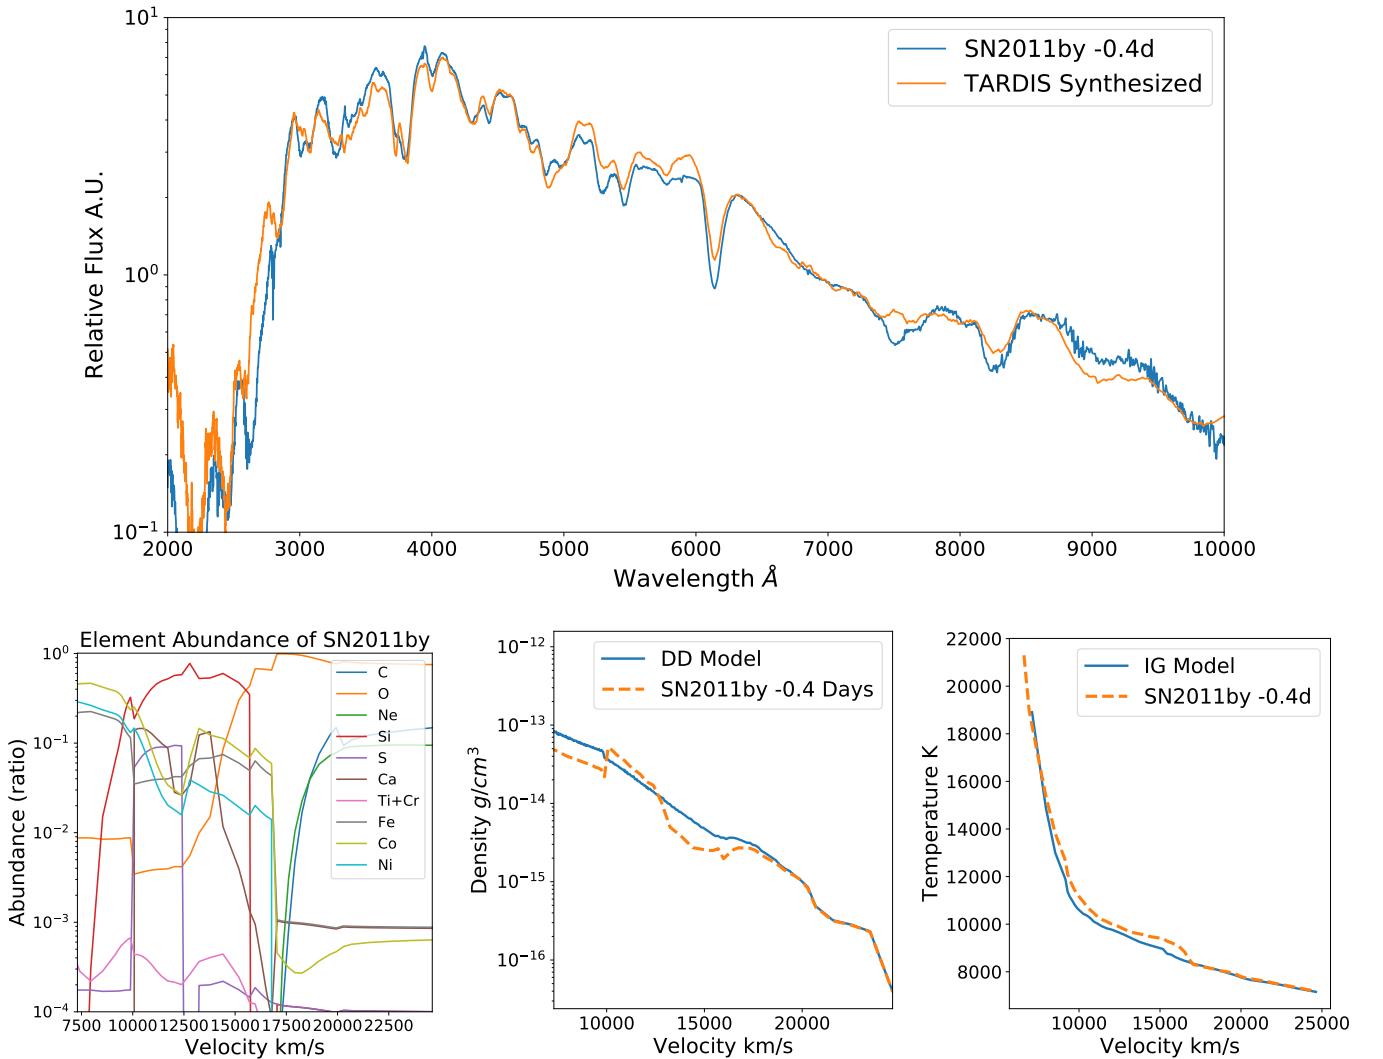 10^1
10^0
10^-1
Relative Flux A.U.
SN2011by -0.4d
TARDIS Synthesized
2000 3000 4000 5000 6000 7000 8000 9000 10000
Wavelength Å
Element Abundance of SN2011by
10^0
10^-1
10^-2
10^-3
10^-4
Abundance (ratio)
C
O
Ne
Si
S
Ca
Ti+Cr
Fe
Co
Ni
7500 10000 12500 15000 17500 20000 22500
Velocity km/s
10^-12
10^-13
10^-14
10^-15
10^-16
Density g/cm^3
DD Model
SN2011by -0.4 Days
10000 15000 20000
Velocity km/s
22000
20000
18000
16000
14000
12000
10000
8000
Temperature K
IG Model
SN2011by -0.4d
10000 15000 20000 25000
Velocity km/s